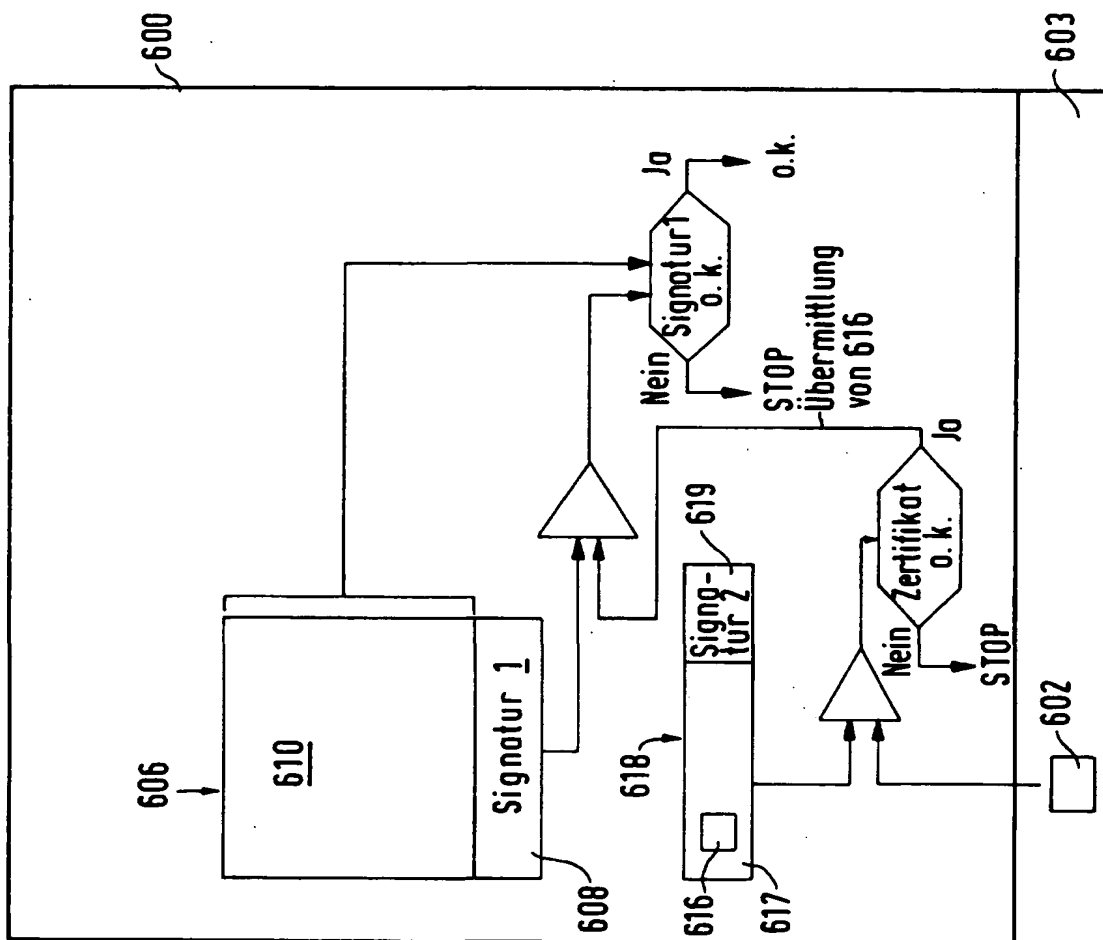 600
603
606
610
Signatur 1
608
Signatur1
o. k.
Ja
o.k.
Nein
STOP
Übermittlung
von 616
618
Signa-
tur 2
619
616
617
Zertifikat
o. k.
Ja
Nein
STOP
602